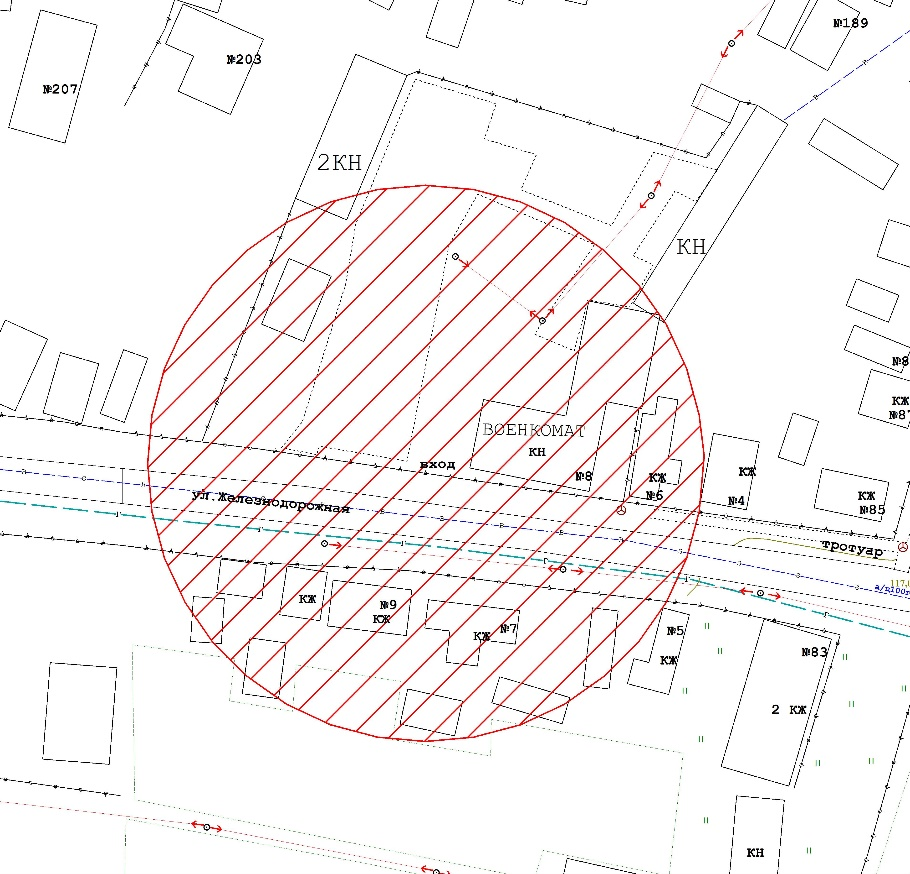 №189
№203
№207
2КН
КН
№8
КЖ
№8
ВОЕНКОМАТ
КН
вход
№8
КЖ
№6
КЖ
№4
КЖ
№85
ул.Железнодорожная
тротуар
КЖ
№9
КЖ
КЖ
№7
№5
КЖ
№83
2 КЖ
КН